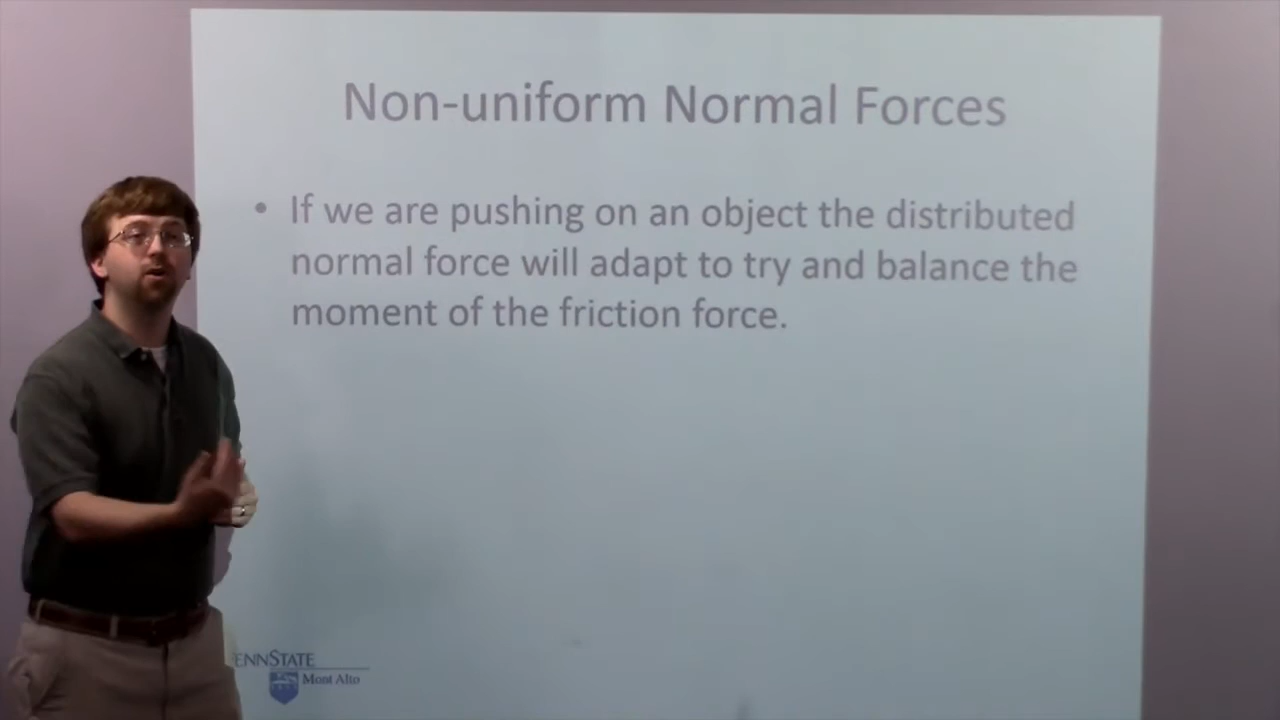 Non-uniform Normal Forces
• If we are pushing on an object the distributed
normal force will adapt to try and balance the
moment of the friction force.
ENNSTATE
Mont Alto